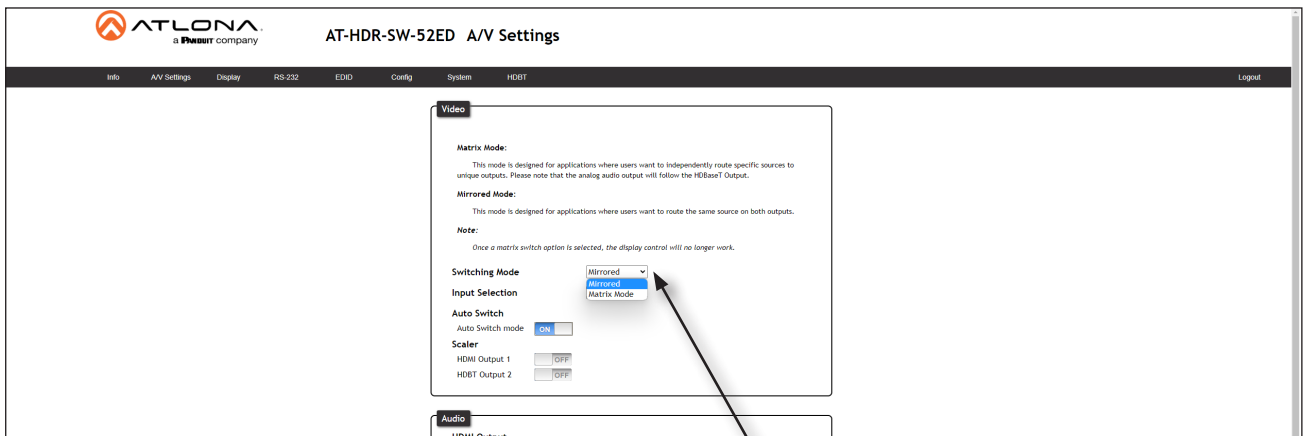 ATLONA.
a PANDUIT company
AT-HDR-SW-52ED A/V Settings
Info A/V Settings Display RS-232 EDID Config System HDBT Logout
Video
Matrix Mode:
This mode is designed for applications where users want to independently route specific sources to
unique outputs. Please note that the analog audio output will follow the HDBaseT Output.
Mirrored Mode:
This mode is designed for applications where users want to route the same source on both outputs.
Note:
Once a matrix switch option is selected, the display control will no longer work.
Switching Mode Mirrored
Mirrored
Input Selection Matrix Mode
Auto Switch
Auto Switch mode ON
Scaler
HDMI Output 1 OFF
HDBT Output 2 OFF
Audio
HDMI Output